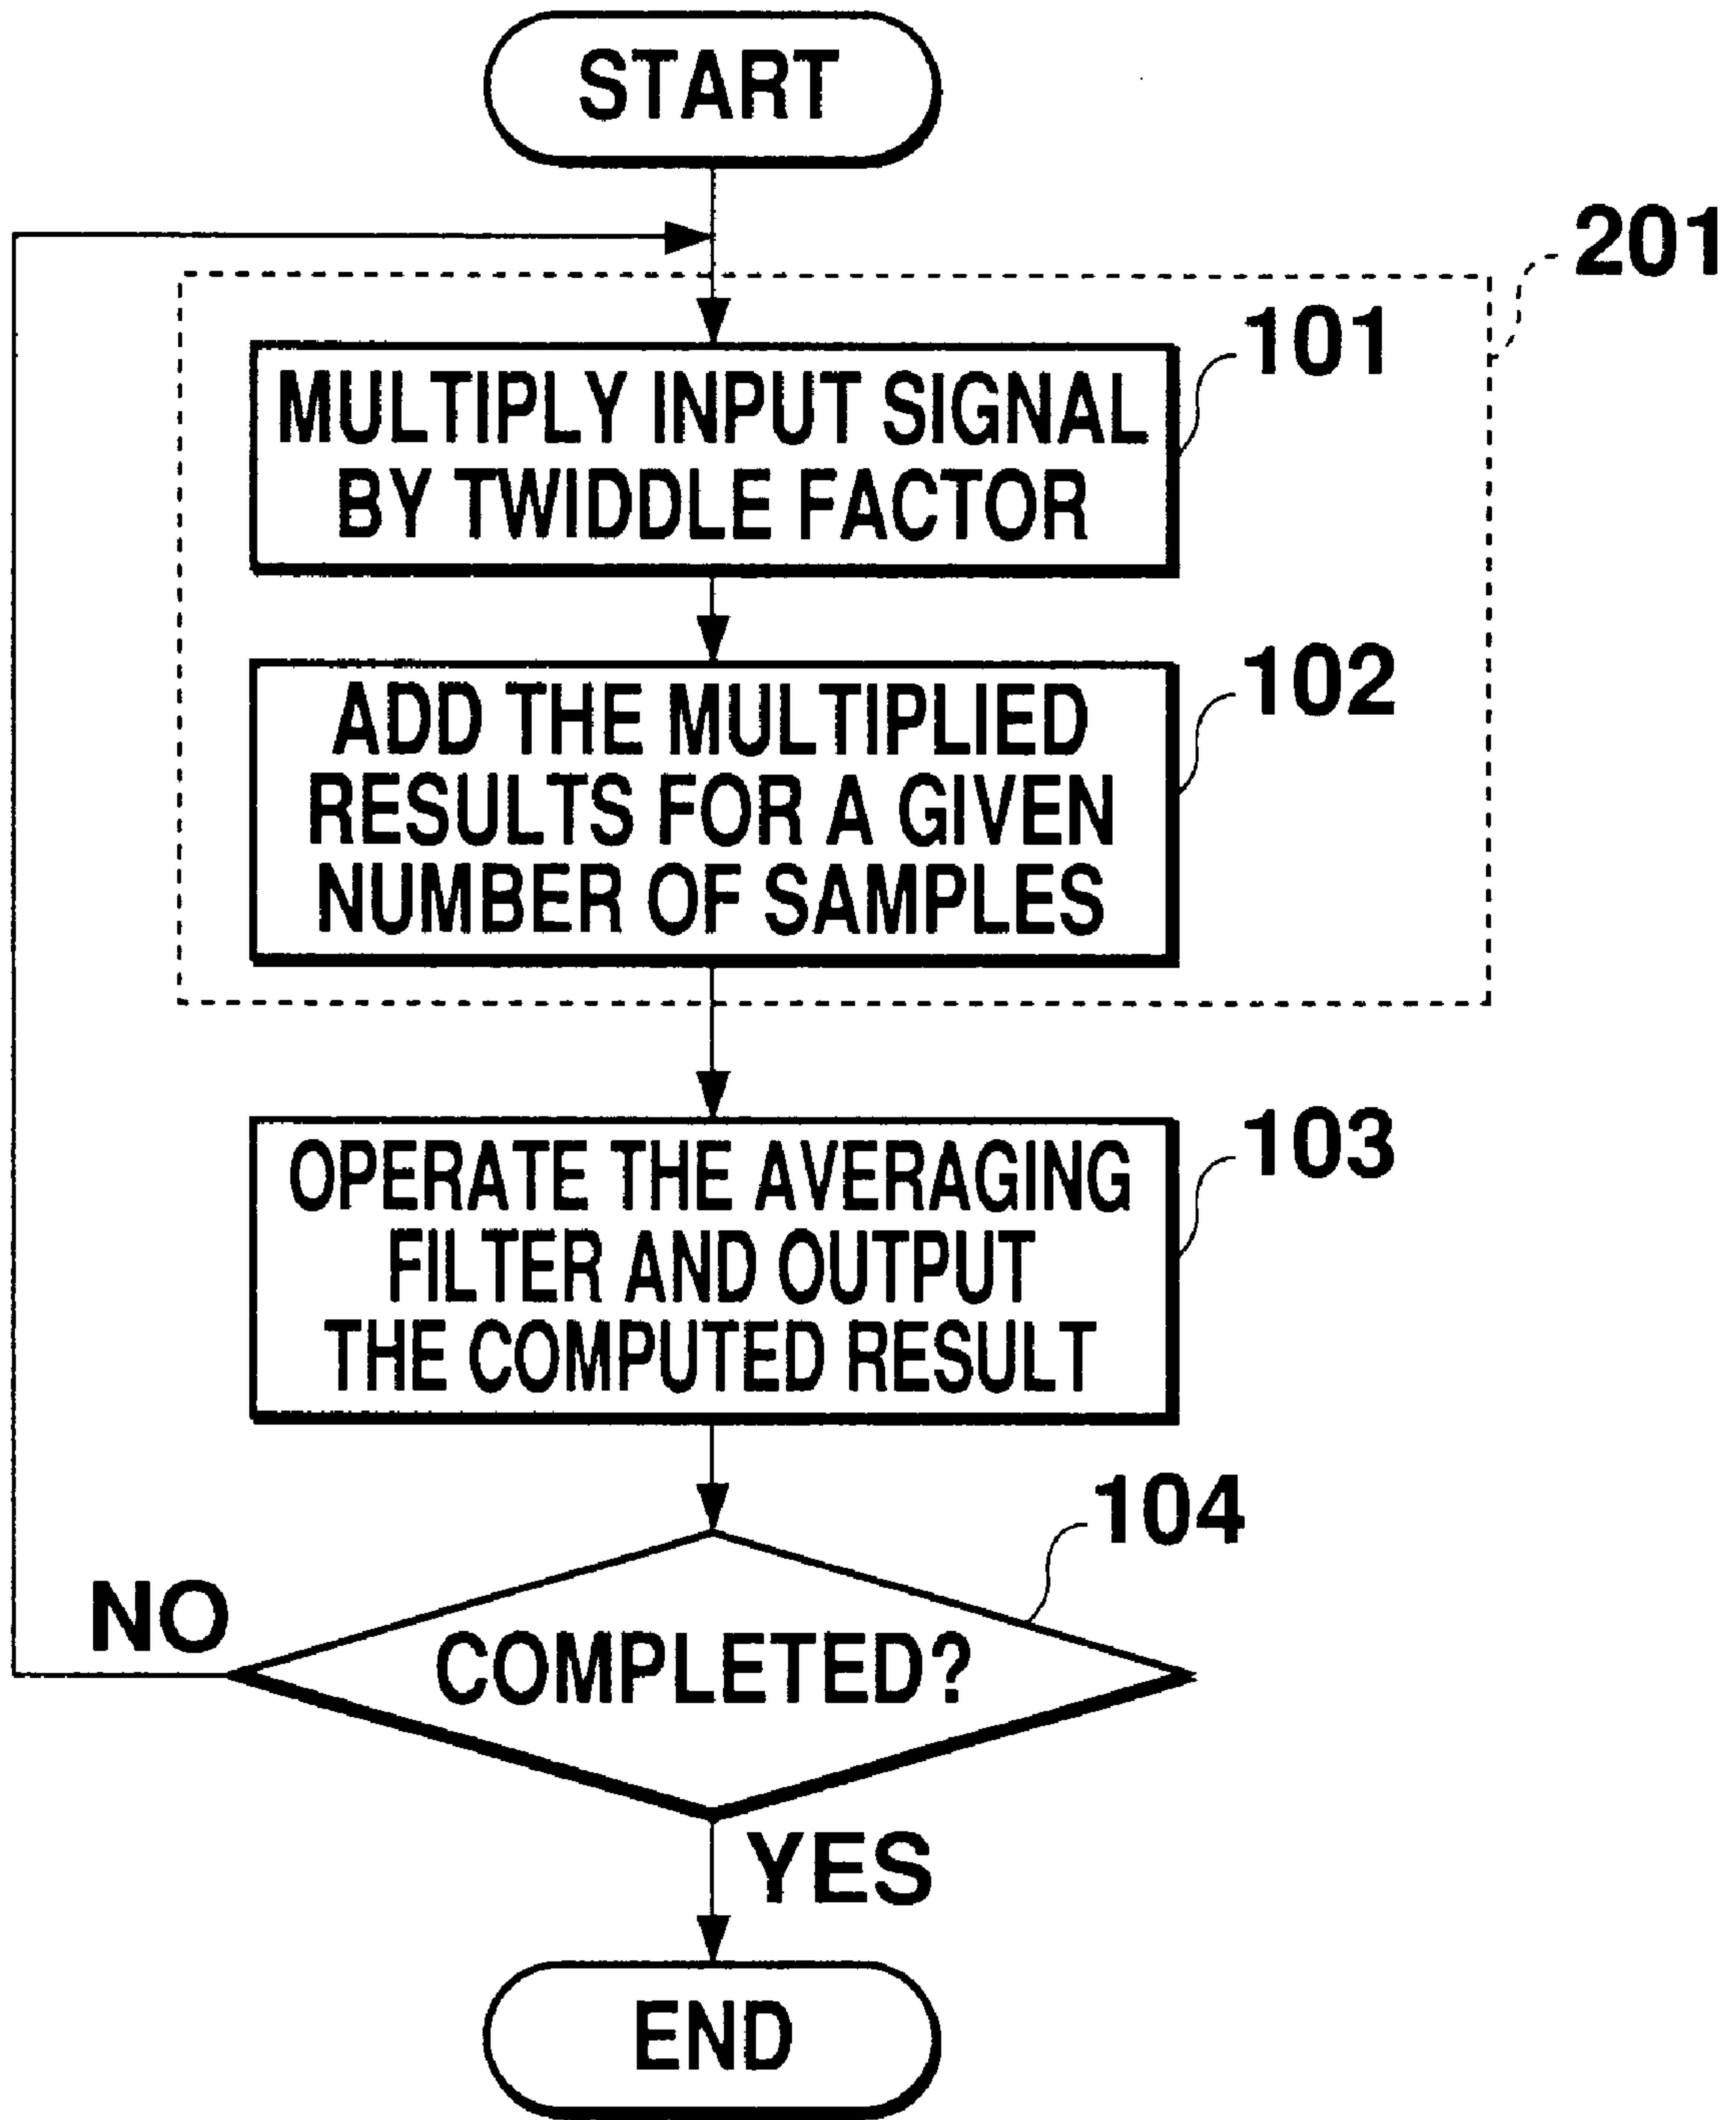 START
201
101
MULTIPLY INPUT SIGNAL
BY TWIDDLE FACTOR
102
ADD THE MULTIPLIED
RESULTS FOR A GIVEN
NUMBER OF SAMPLES
103
OPERATE THE AVERAGING
FILTER AND OUTPUT
THE COMPUTED RESULT
104
NO
COMPLETED?
YES
END